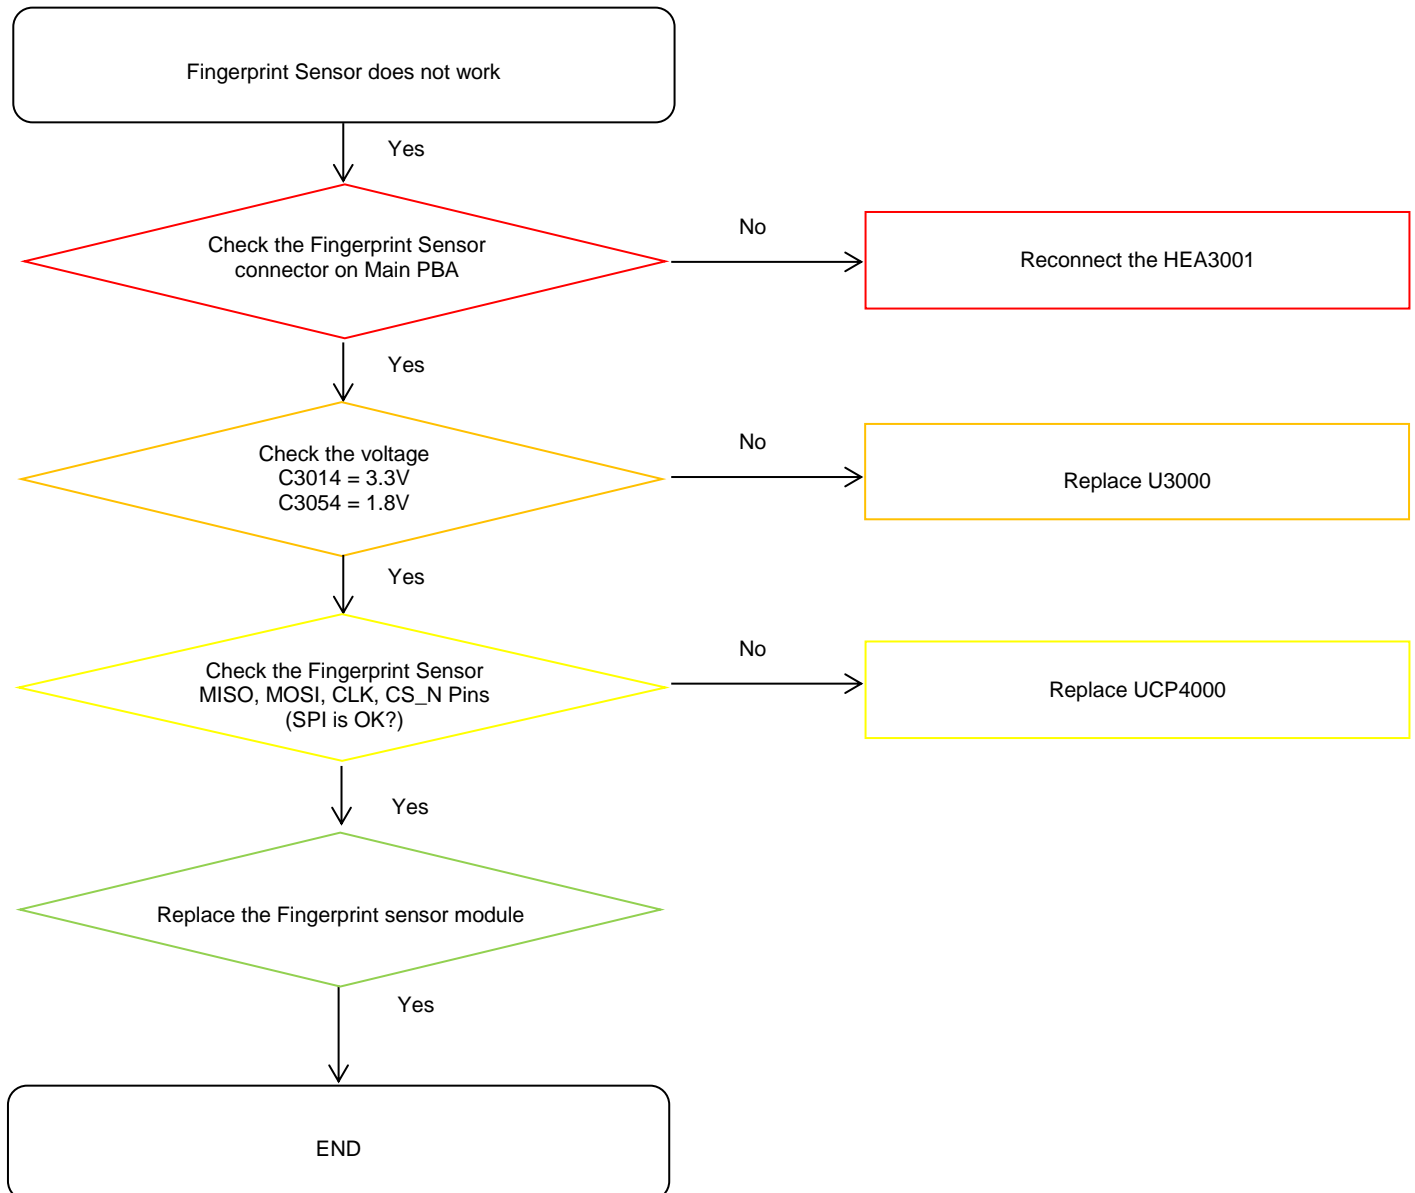 Fingerprint Sensor does not work
Yes
Check the Fingerprint Sensor
connector on Main PBA
No
Reconnect the HEA3001
Yes
Check the voltage
C3014 = 3.3V
C3054 = 1.8V
No
Replace U3000
Yes
Check the Fingerprint Sensor
MISO, MOSI, CLK, CS_N Pins
(SPI is OK?)
No
Replace UCP4000
Yes
Replace the Fingerprint sensor module
Yes
END